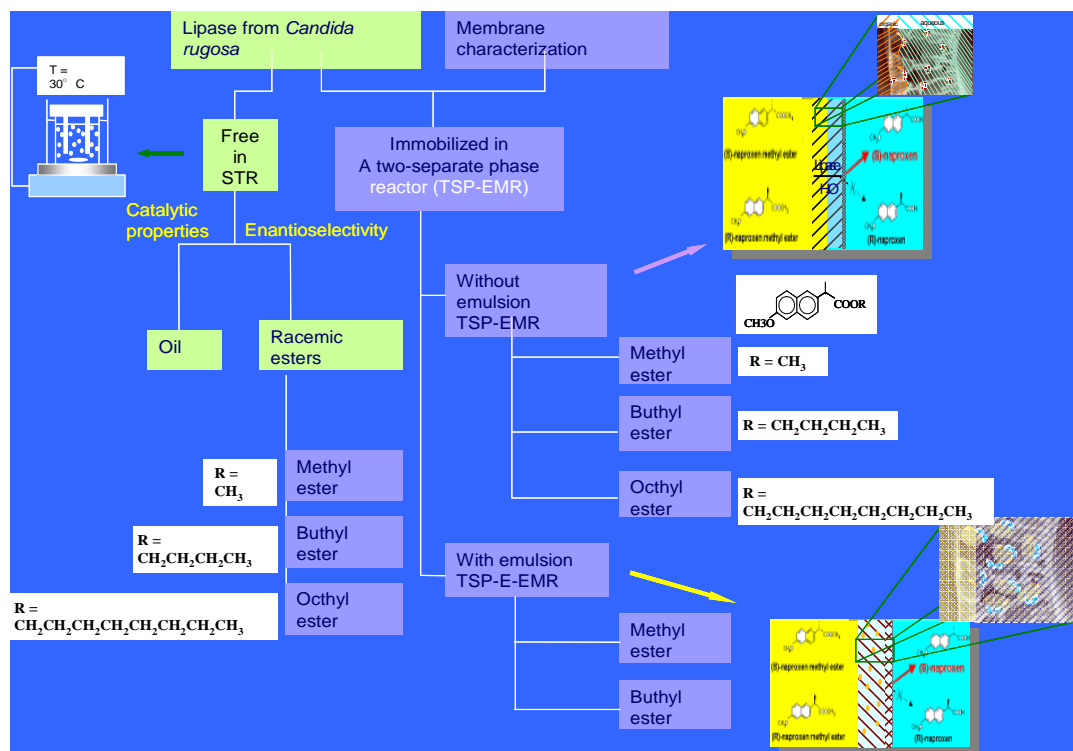 Lipase from Candida
rugosa
Membrane
characterization
organic
aqueous
T =
30° C
Free
in
STR
Immobilized in
A two-separate phase
reactor (TSP-EMR)
Catalytic
properties
Enantioselectivity
Oil
Racemic
esters
Without
emulsion
TSP-EMR
(S)-naproxen methyl ester
(S)-naproxen
Lipase
(R)-naproxen methyl ester
(R)-naproxen
COOR
CH3O
Methyl
ester
R = CH₃
Buthyl
ester
R = CH₂CH₂CH₂CH₃
Octhyl
ester
R =
CH₂CH₂CH₂CH₂CH₂CH₂CH₂CH₃
R =
CH₃
Methyl
ester
R =
CH₂CH₂CH₂CH₃
Buthyl
ester
R =
CH₂CH₂CH₂CH₂CH₂CH₂CH₂CH₃
Octhyl
ester
With emulsion
TSP-E-EMR
Methyl
ester
Buthyl
ester
(S)-naproxen methyl ester
(S)-naproxen
(R)-naproxen methyl ester
(R)-naproxen